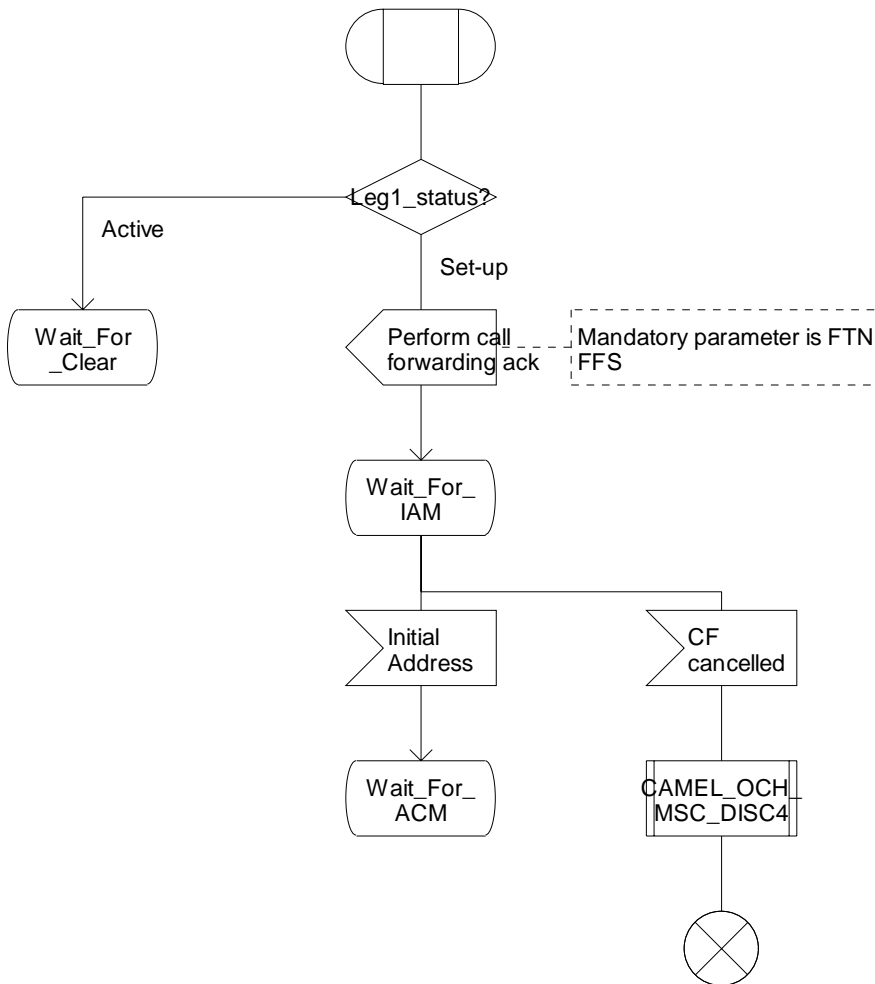 Leg1_status?
Active
Set-up
Wait_For
_Clear
Perform call
forwarding ack
Mandatory parameter is FTN
FFS
Wait_For_
IAM
Initial
Address
CF
cancelled
Wait_For_
ACM
CAMEL_OCH_
MSC_DISC4